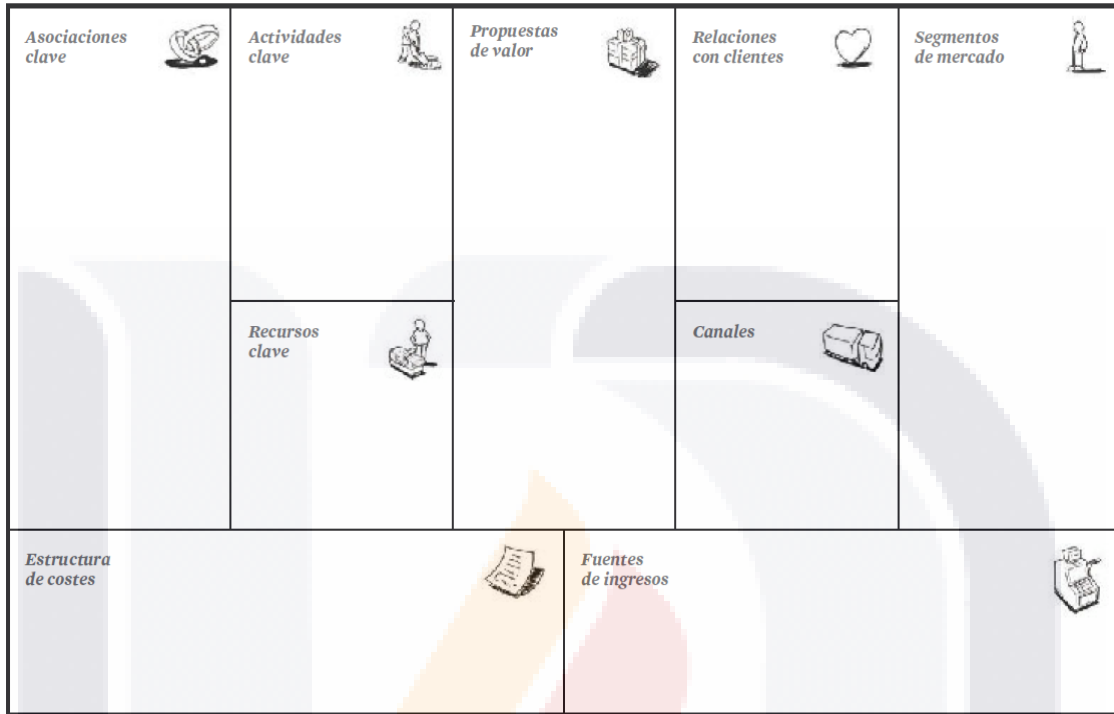 Asociaciones
clave
Actividades
clave
Propuestas
de valor
Relaciones
con clientes
Segmentos
de mercado
Recursos
clave
Canales
Estructura
de costes
Fuentes
de ingresos